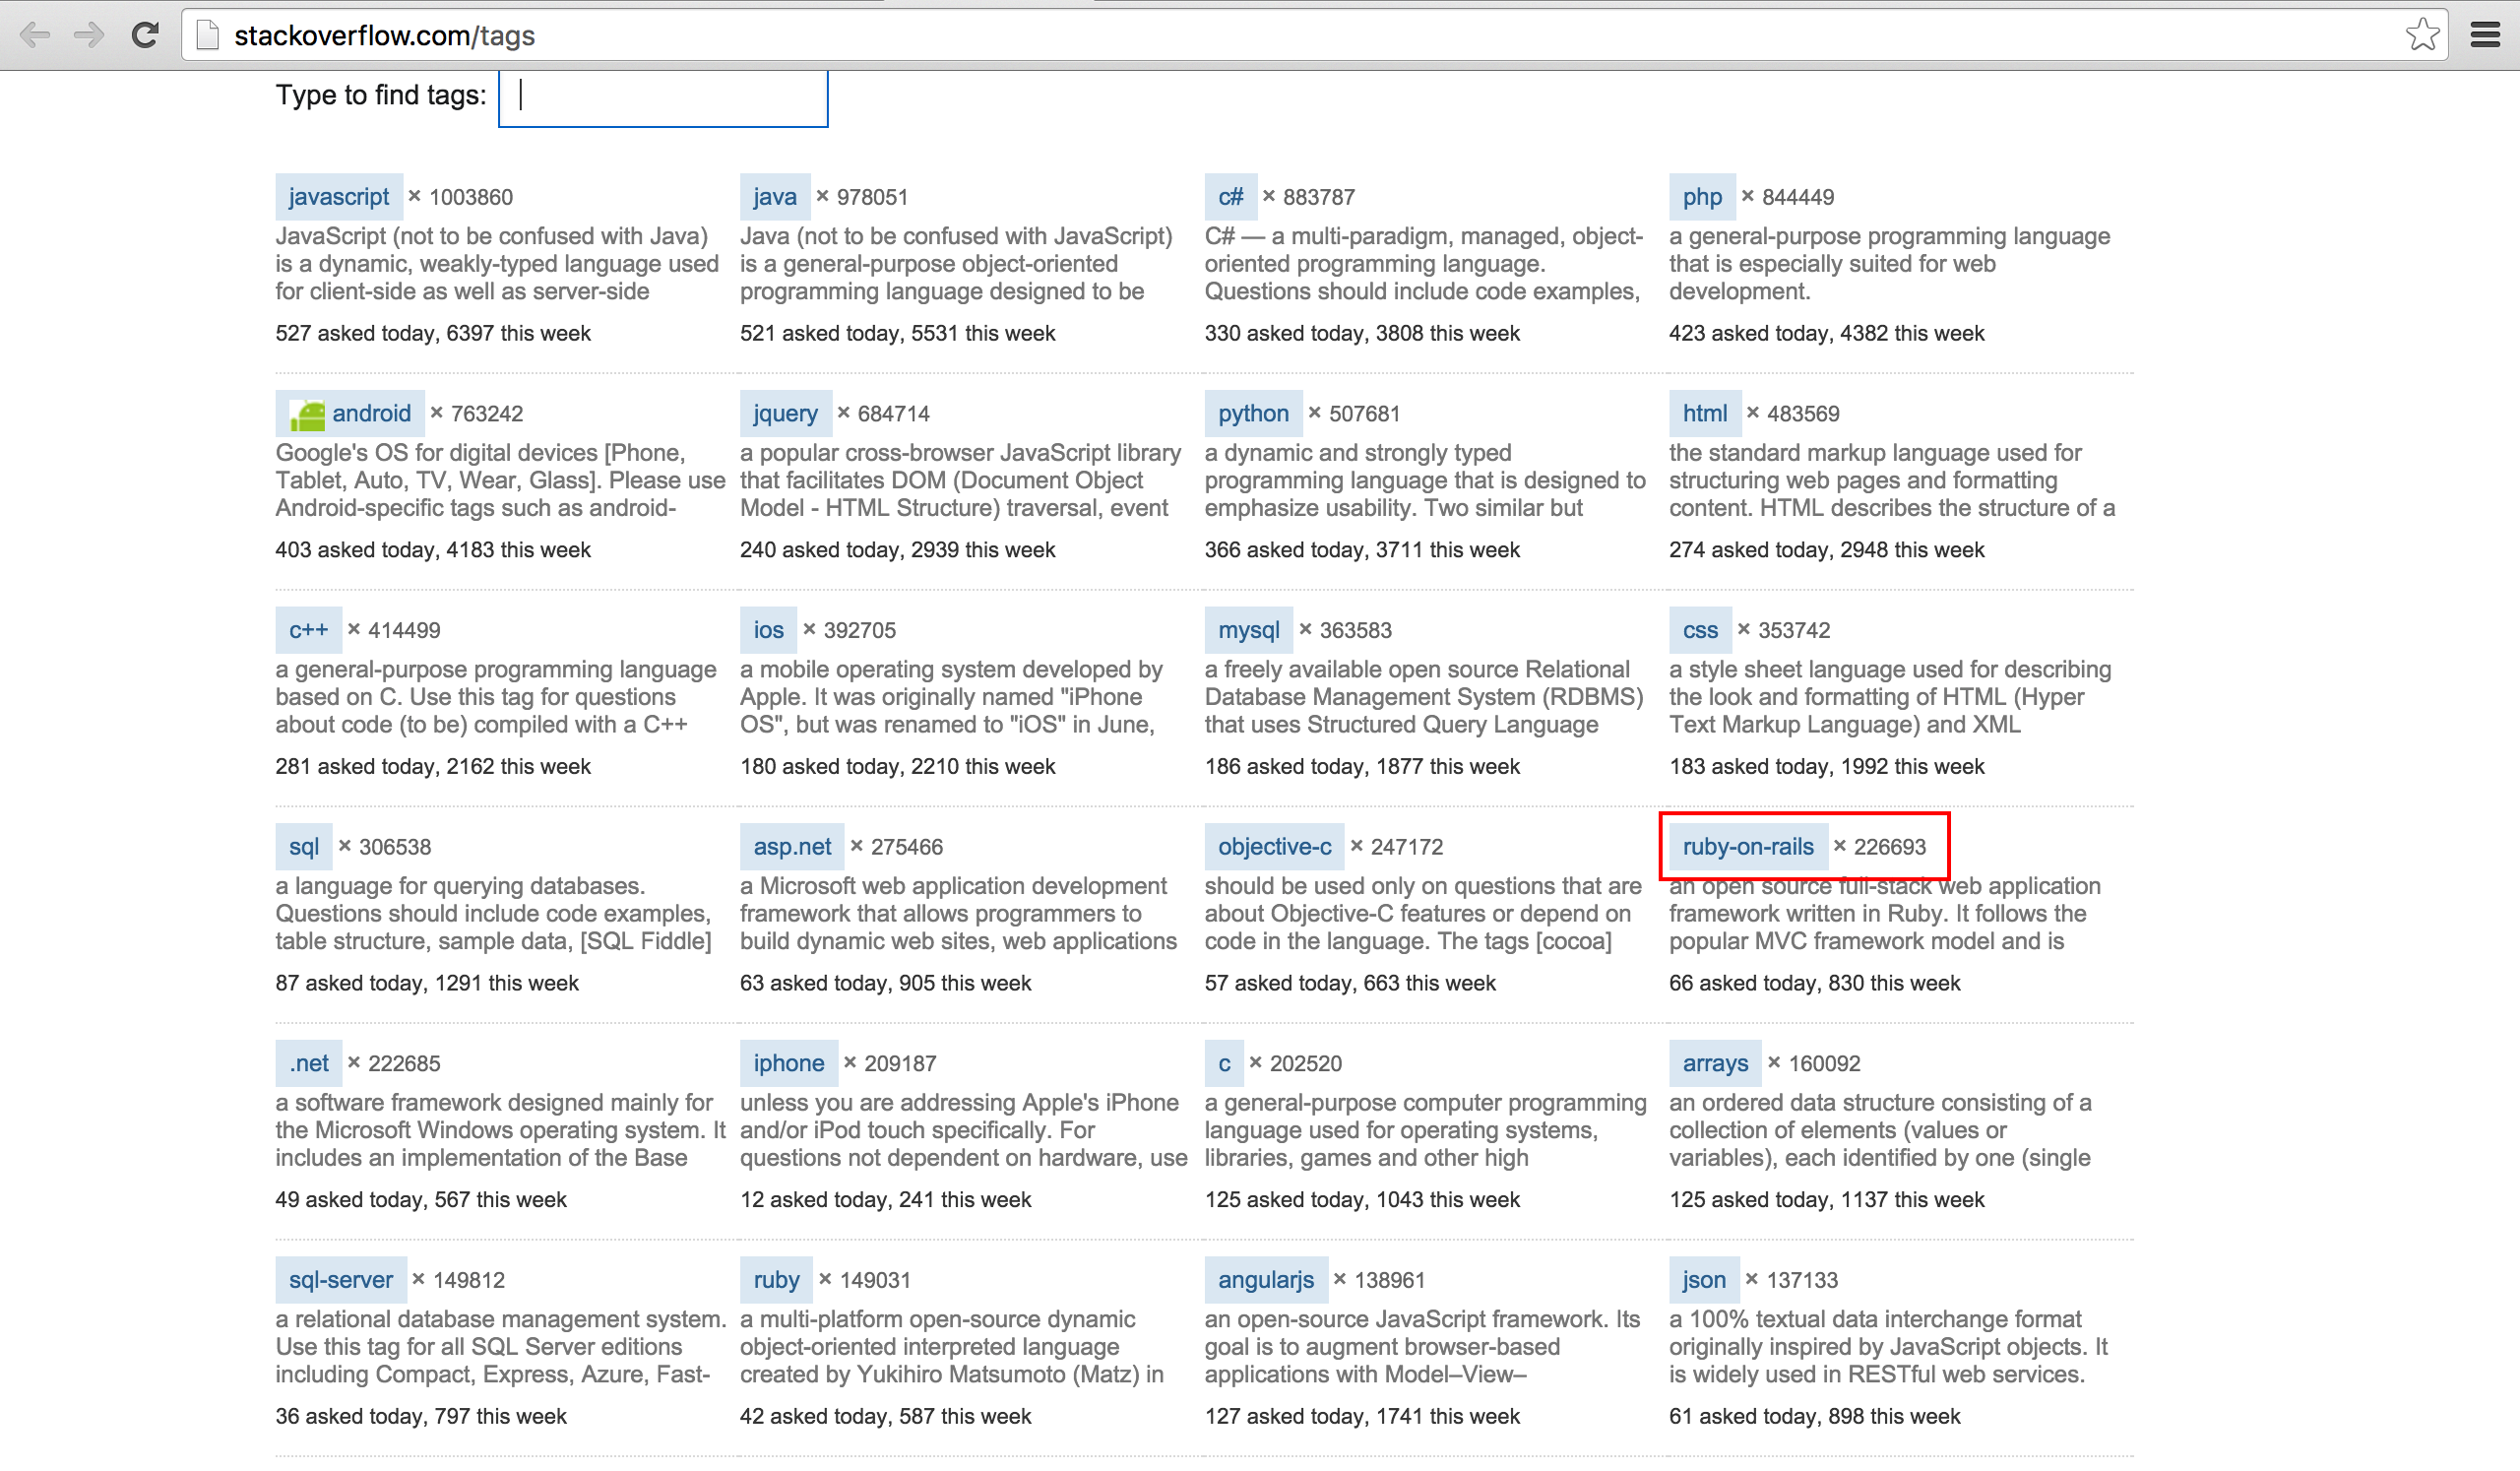 stackoverflow.com/tags
Type to find tags:
javascript × 1003860
JavaScript (not to be confused with Java)
is a dynamic, weakly-typed language used
for client-side as well as server-side
527 asked today, 6397 this week
java × 978051
Java (not to be confused with JavaScript)
is a general-purpose object-oriented
programming language designed to be
521 asked today, 5531 this week
c# × 883787
C# — a multi-paradigm, managed, object-
oriented programming language.
Questions should include code examples,
330 asked today, 3808 this week
php × 844449
a general-purpose programming language
that is especially suited for web
development.
423 asked today, 4382 this week
android × 763242
Google's OS for digital devices [Phone,
Tablet, Auto, TV, Wear, Glass]. Please use
Android-specific tags such as android-
403 asked today, 4183 this week
jquery × 684714
a popular cross-browser JavaScript library
that facilitates DOM (Document Object
Model - HTML Structure) traversal, event
240 asked today, 2939 this week
python × 507681
a dynamic and strongly typed
programming language that is designed to
emphasize usability. Two similar but
366 asked today, 3711 this week
html × 483569
the standard markup language used for
structuring web pages and formatting
content. HTML describes the structure of a
274 asked today, 2948 this week
c++ × 414499
a general-purpose programming language
based on C. Use this tag for questions
about code (to be) compiled with a C++
281 asked today, 2162 this week
ios × 392705
a mobile operating system developed by
Apple. It was originally named "iPhone
OS", but was renamed to "iOS" in June,
180 asked today, 2210 this week
mysql × 363583
a freely available open source Relational
Database Management System (RDBMS)
that uses Structured Query Language
186 asked today, 1877 this week
css × 353742
a style sheet language used for describing
the look and formatting of HTML (Hyper
Text Markup Language) and XML
183 asked today, 1992 this week
sql × 306538
a language for querying databases.
Questions should include code examples,
table structure, sample data, [SQL Fiddle]
87 asked today, 1291 this week
asp.net × 275466
a Microsoft web application development
framework that allows programmers to
build dynamic web sites, web applications
63 asked today, 905 this week
objective-c × 247172
should be used only on questions that are
about Objective-C features or depend on
code in the language. The tags [cocoa]
57 asked today, 663 this week
ruby-on-rails × 226693
an open source full-stack web application
framework written in Ruby. It follows the
popular MVC framework model and is
66 asked today, 830 this week
.net × 222685
a software framework designed mainly for
the Microsoft Windows operating system. It
includes an implementation of the Base
49 asked today, 567 this week
iphone × 209187
unless you are addressing Apple's iPhone
and/or iPod touch specifically. For
questions not dependent on hardware, use
12 asked today, 241 this week
c × 202520
a general-purpose computer programming
language used for operating systems,
libraries, games and other high
125 asked today, 1043 this week
arrays × 160092
an ordered data structure consisting of a
collection of elements (values or
variables), each identified by one (single
125 asked today, 1137 this week
sql-server × 149812
a relational database management system.
Use this tag for all SQL Server editions
including Compact, Express, Azure, Fast-
36 asked today, 797 this week
ruby × 149031
a multi-platform open-source dynamic
object-oriented interpreted language
created by Yukihiro Matsumoto (Matz) in
42 asked today, 587 this week
angularjs × 138961
an open-source JavaScript framework. Its
goal is to augment browser-based
applications with Model–View–
127 asked today, 1741 this week
json × 137133
a 100% textual data interchange format
originally inspired by JavaScript objects. It
is widely used in RESTful web services.
61 asked today, 898 this week